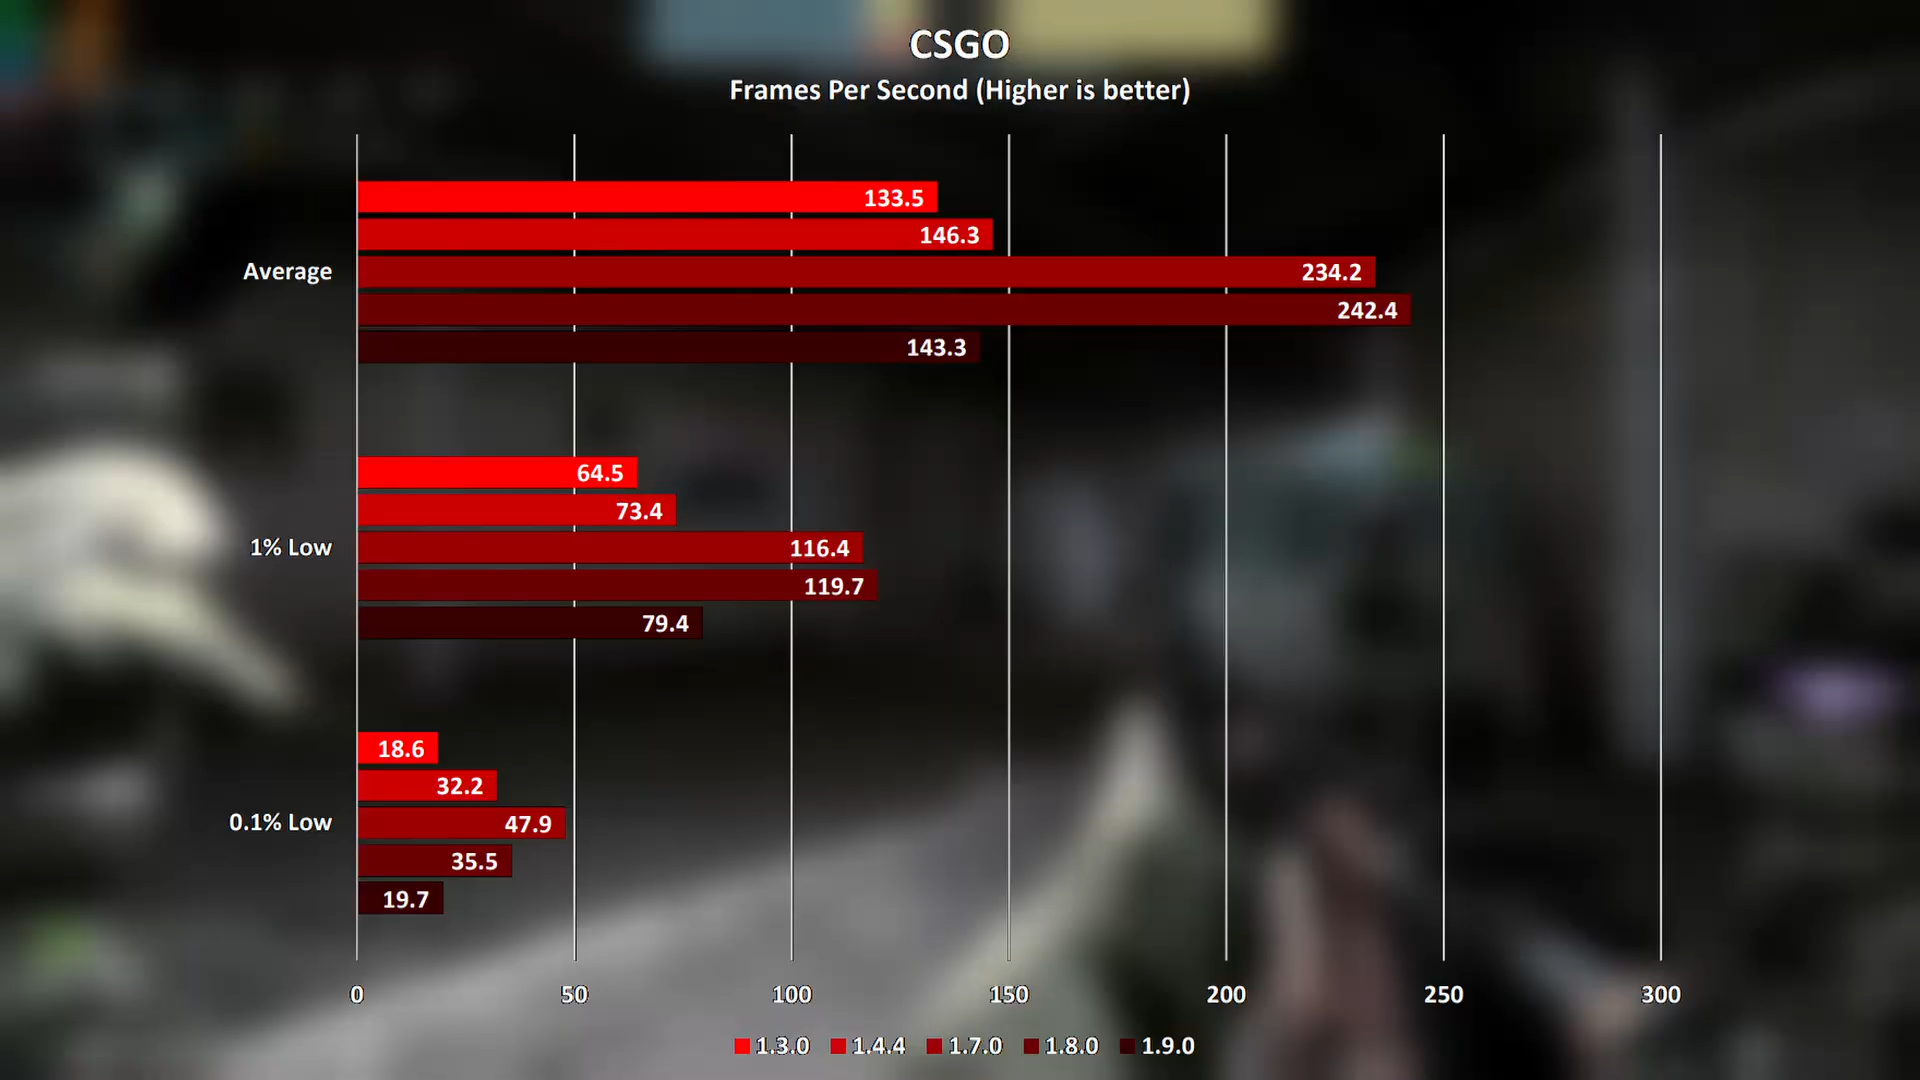 CSGO
Frames Per Second (Higher is better)
133.5
146.3
Average
234.2
242.4
143.3
64.5
73.4
1% Low
116.4
119.7
79.4
18.6
32.2
0.1% Low
47.9
35.5
19.7
0 50 100 150 200 250 300
1.3.0 1.4.4 1.7.0 1.8.0 1.9.0